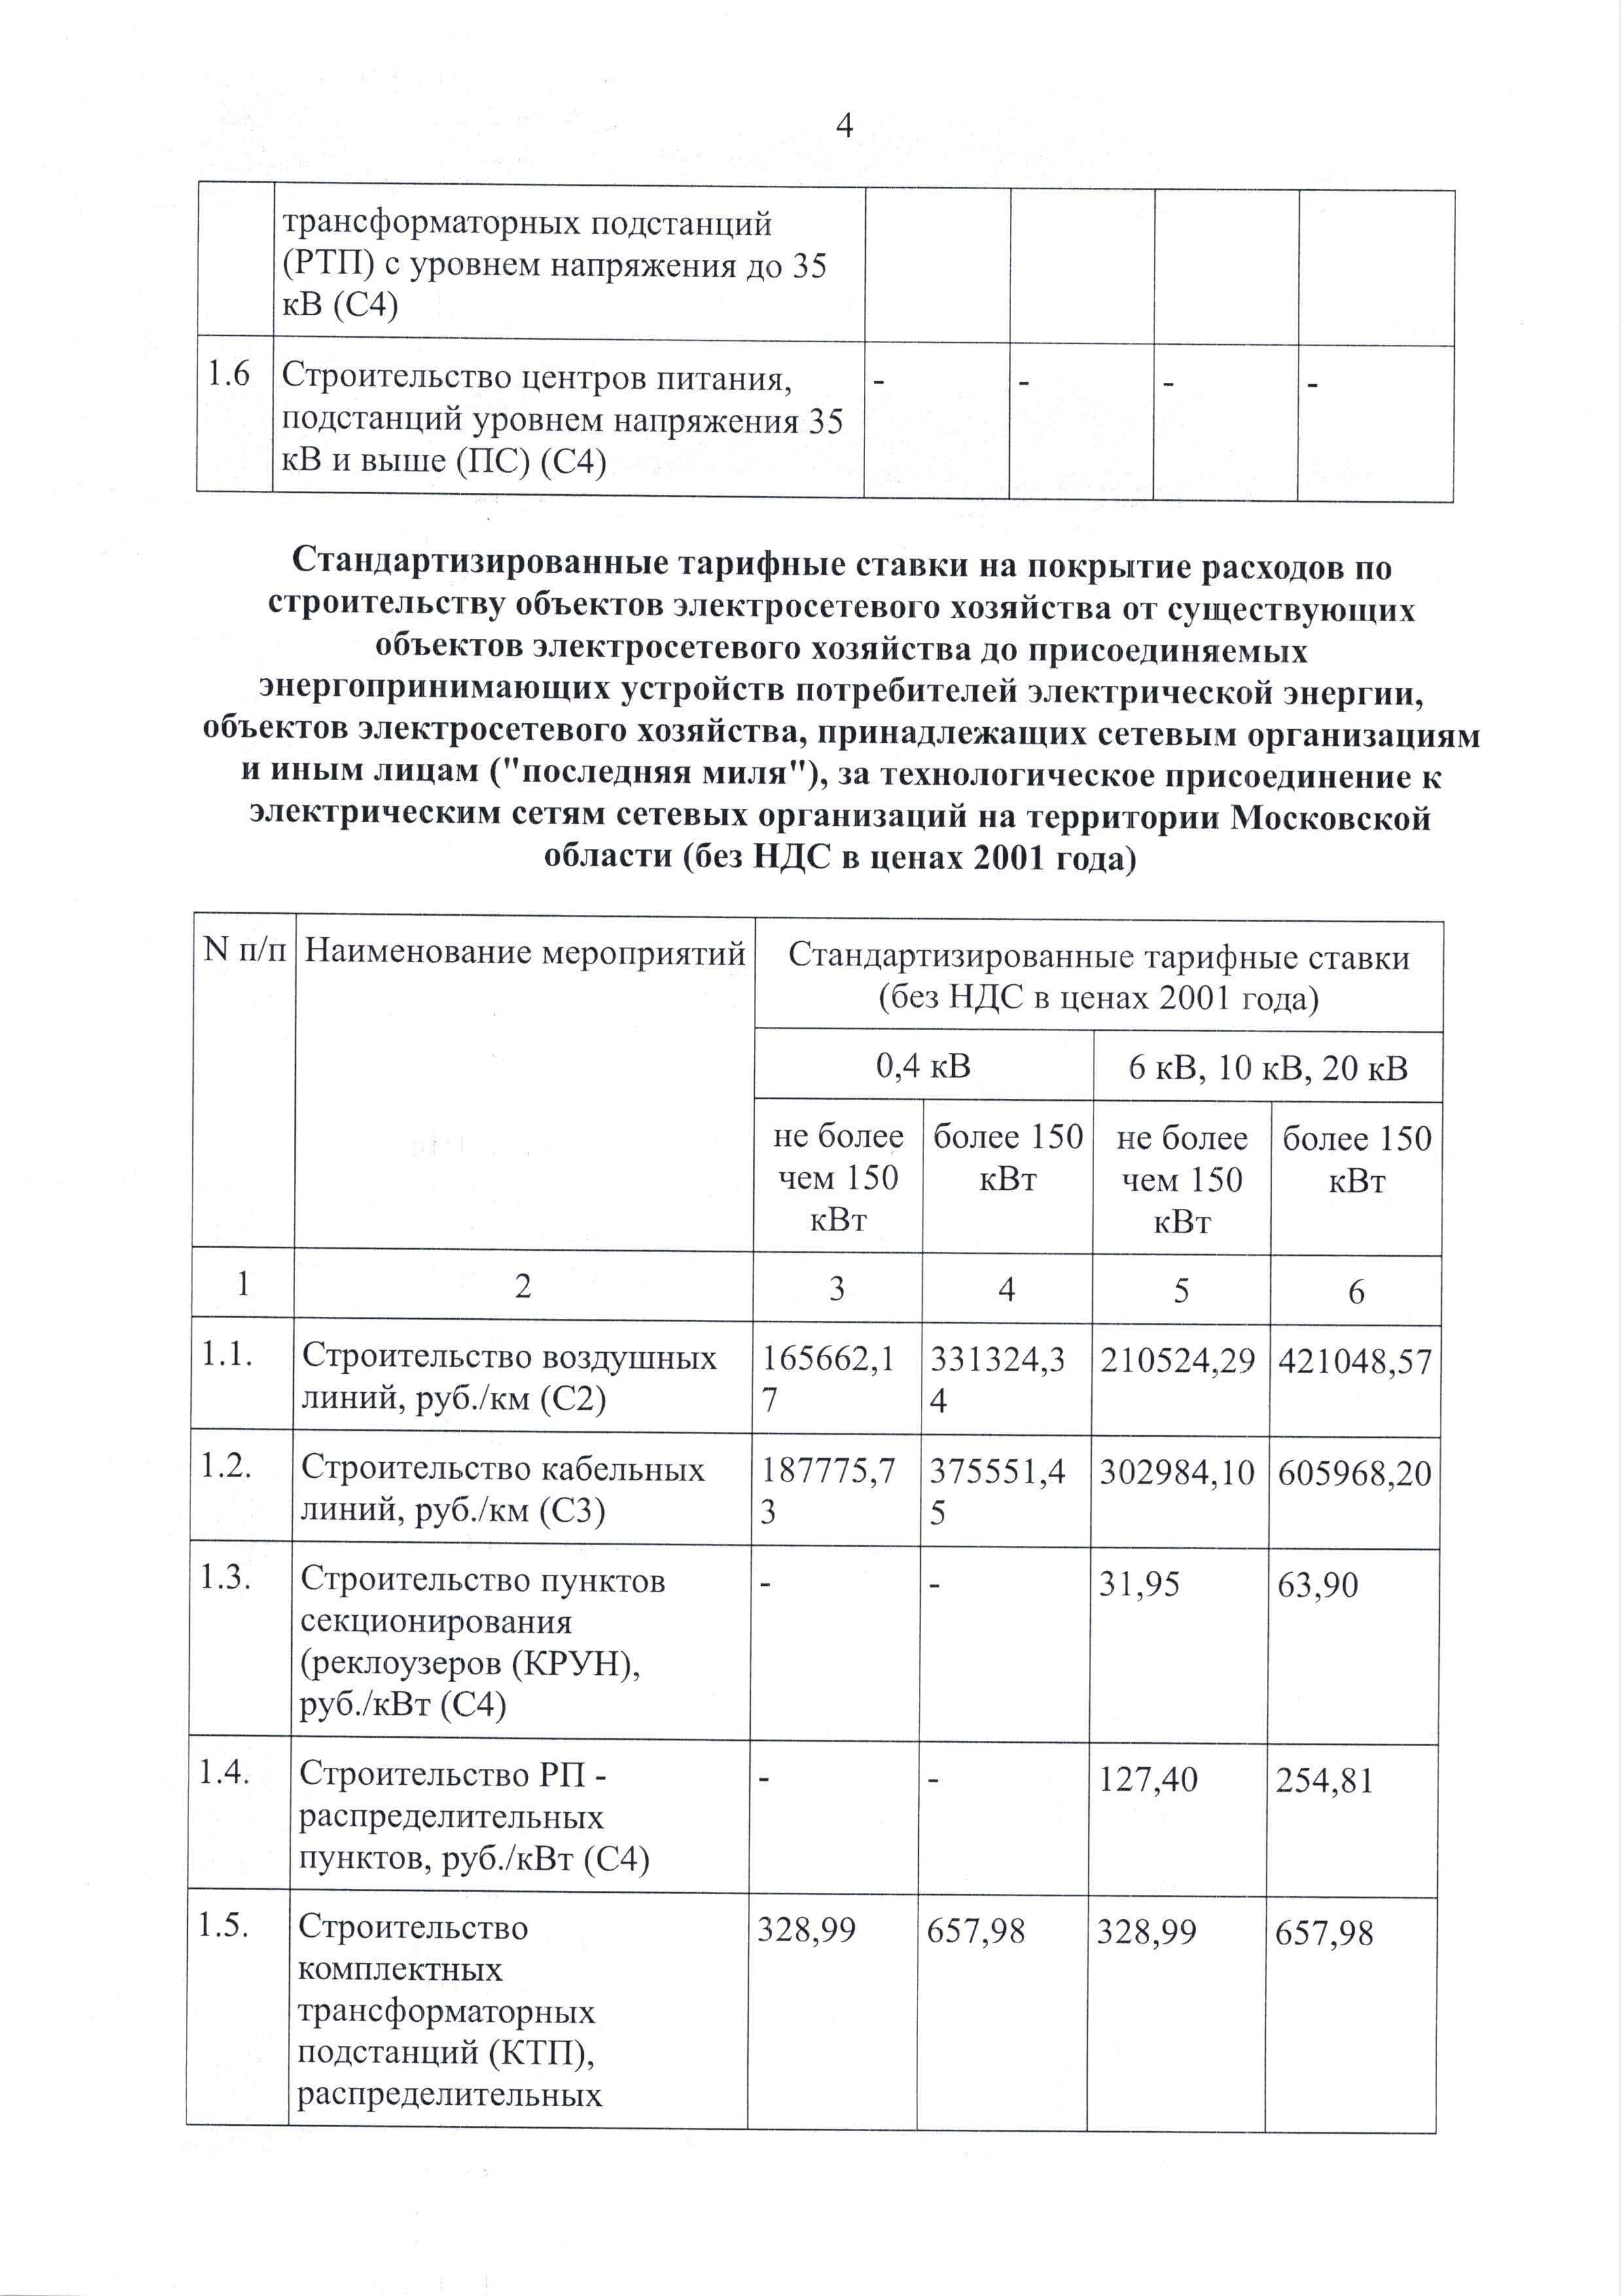 4
трансформаторных подстанций
(РТП) с уровнем напряжения до 35
кВ (С4)
1.6 Строительство центров питания, - - - -
подстанций уровнем напряжения 35
кВ и выше (ПС) (С4)
Стандартизированные тарифные ставки на покрытие расходов по
строительству объектов электросетевого хозяйства от существующих
объектов электросетевого хозяйства до присоединяемых
энергопринимающих устройств потребителей электрической энергии,
объектов электросетевого хозяйства, принадлежащих сетевым организациям
и иным лицам ("последняя миля"), за технологическое присоединение к
электрическим сетям сетевых организаций на территории Московской
области (без НДС в ценах 2001 года)
N п/п Наименование мероприятий Стандартизированные тарифные ставки
(без НДС в ценах 2001 года)
0,4 кВ 6 кВ, 10 кВ, 20 кВ
не более более 150 не более более 150
чем 150 кВт чем 150 кВт
кВт кВт
1 2 3 4 5 6
1.1. Строительство воздушных 165662,1 331324,3 210524,29 421048,57
линий, руб./км (С2) 7 4
1.2. Строительство кабельных 187775,7 375551,4 302984,10 605968,20
линий, руб./км (С3) 3 5
1.3. Строительство пунктов - - 31,95 63,90
секционирования
(реклоузеров (КРУН),
руб./кВт (С4)
1.4. Строительство РП - - - 127,40 254,81
распределительных
пунктов, руб./кВт (С4)
1.5. Строительство 328,99 657,98 328,99 657,98
комплектных
трансформаторных
подстанций (КТП),
распределительных